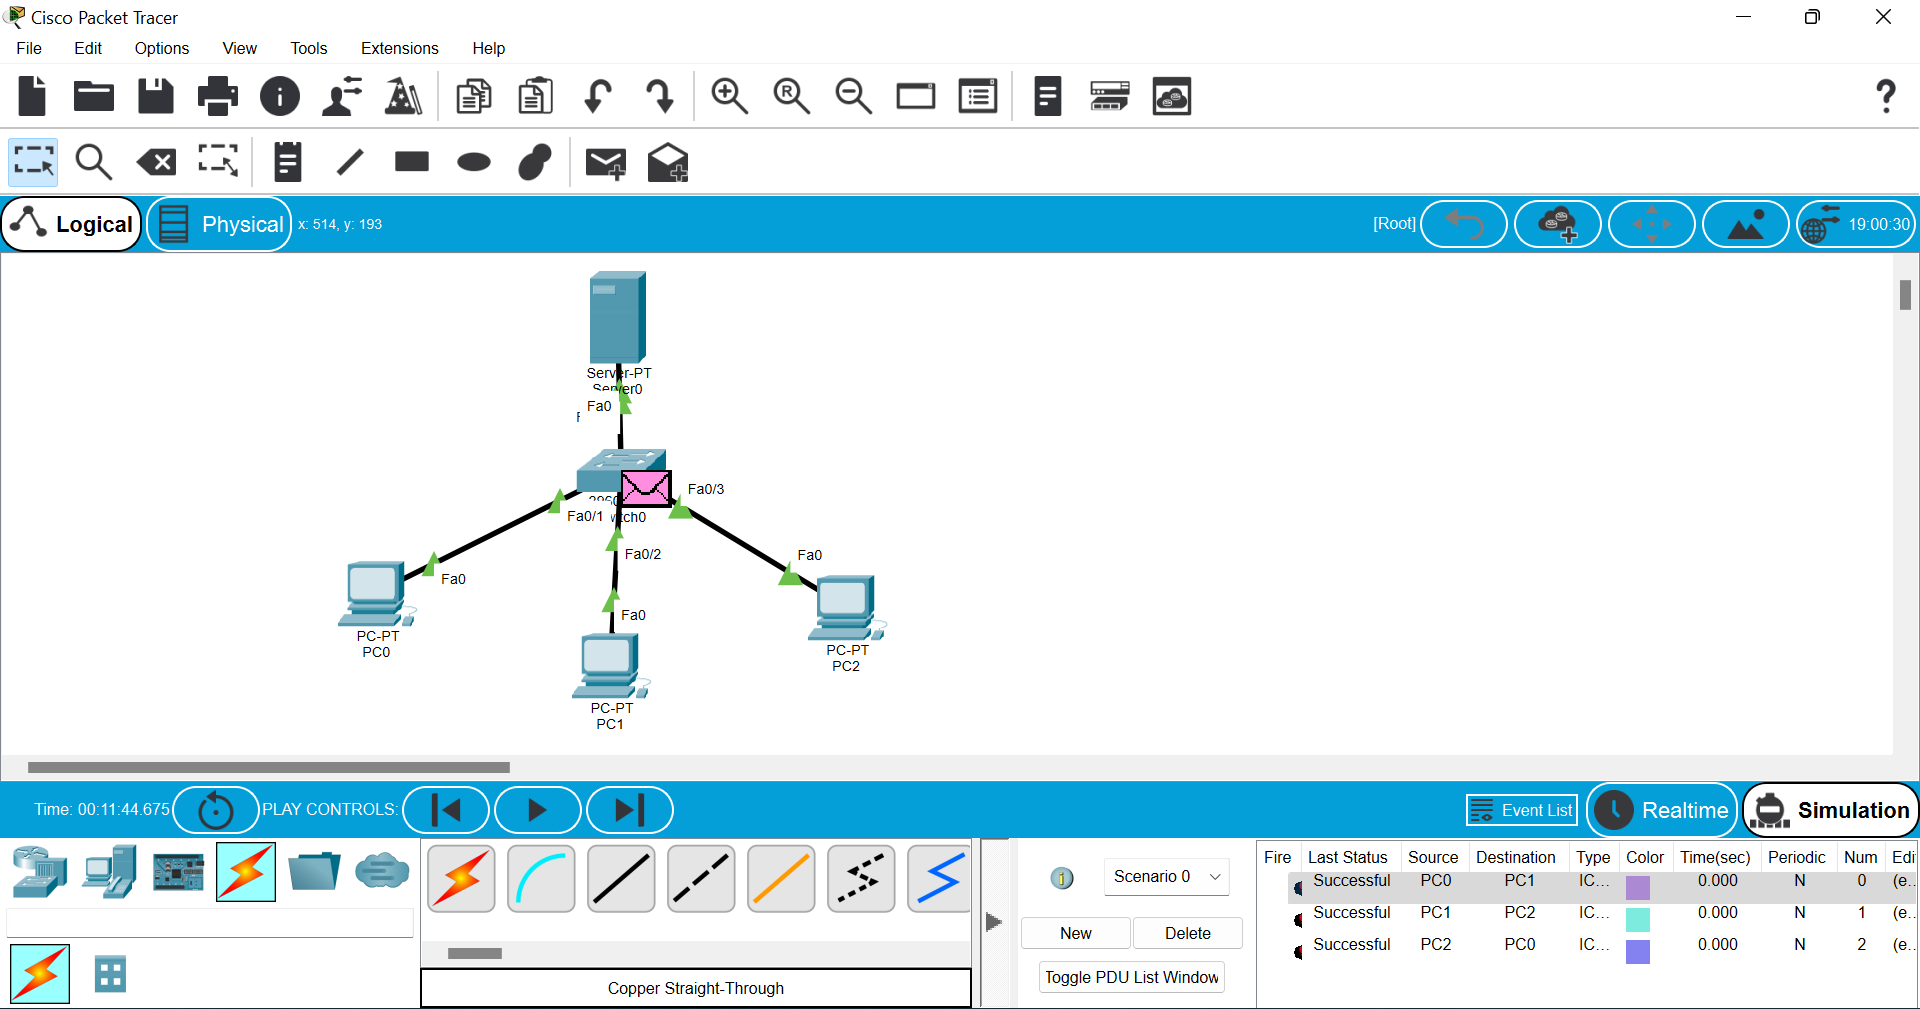 Cisco Packet Tracer
File Edit Options View Tools Extensions Help
Logical Physical x: 514, y: 193 [Root] 19:00:30
Server-PT
Server0
Fa0
Fa0/3
Fa0/1
Fa0/2
Fa0
Fa0
Fa0
PC-PT
PC0
PC-PT
PC2
PC-PT
PC1
Time: 00:11:44.675 PLAY CONTROLS: Event List Realtime Simulation
Scenario 0
New Delete
Toggle PDU List Window
Copper Straight-Through
Fire Last Status Source Destination Type Color Time(sec) Periodic Num Edi
Successful PC0 PC1 IC... 0.000 N 0 (e...
Successful PC1 PC2 IC... 0.000 N 1 (e...
Successful PC2 PC0 IC... 0.000 N 2 (e...